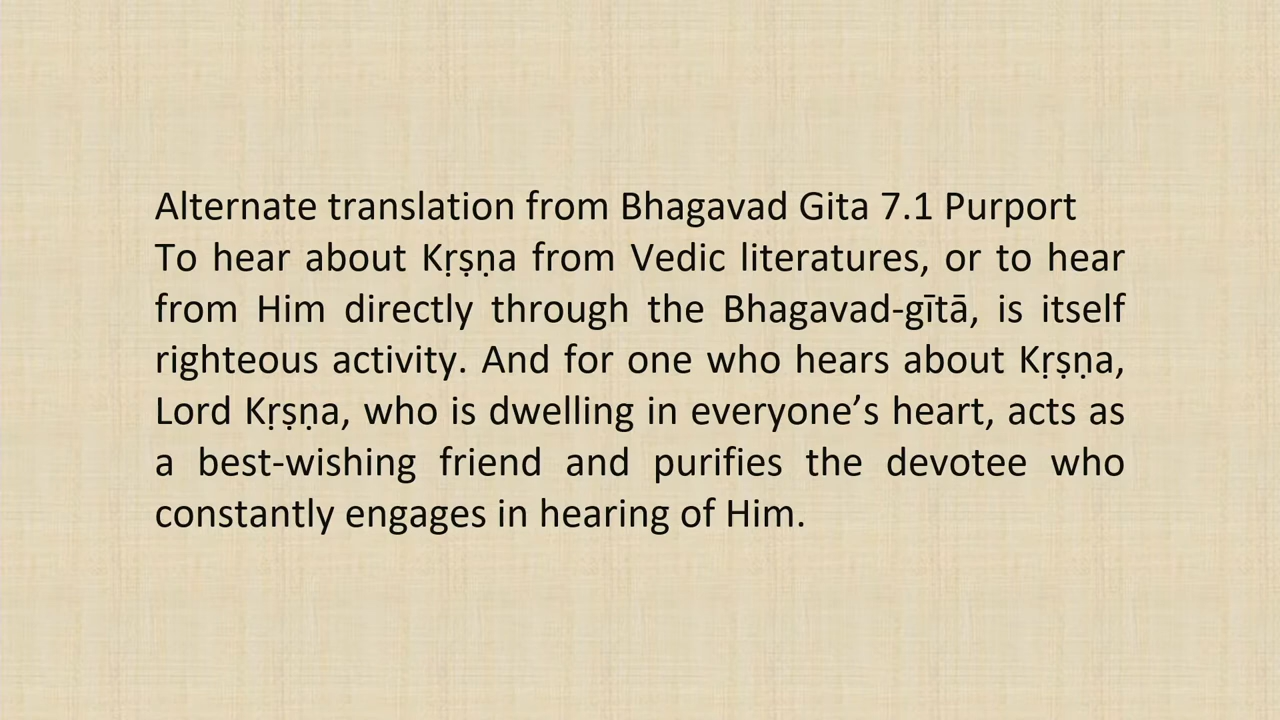 Alternate translation from Bhagavad Gita 7.1 Purport
To hear about Kṛṣṇa from Vedic literatures, or to hear
from Him directly through the Bhagavad-gītā, is itself
righteous activity. And for one who hears about Kṛṣṇa,
Lord Kṛṣṇa, who is dwelling in everyone’s heart, acts as
a best-wishing friend and purifies the devotee who
constantly engages in hearing of Him.